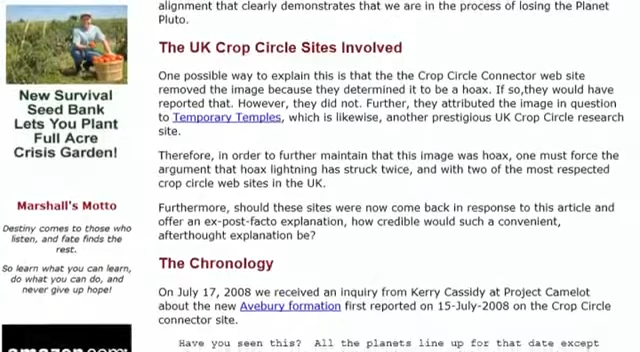 alignment that clearly demonstrates that we are in the process of losing the Planet
Pluto.
The UK Crop Circle Sites Involved
One possible way to explain this is that the the Crop Circle Connector web site
removed the image because they determined it to be a hoax. If so,they would have
reported that. However, they did not. Further, they attributed the image in question
to Temporary Temples, which is likewise, another prestigious UK Crop Circle research
site.
Therefore, in order to further maintain that this image was hoax, one must force the
argument that hoax lightning has struck twice, and with two of the most respected
crop circle web sites in the UK.
Furthermore, should these sites were now come back in response to this article and
offer an ex-post-facto explanation, how credible would such a convenient,
afterthought explanation be?
The Chronology
On July 17, 2008 we received an inquiry from Kerry Cassidy at Project Camelot
about the new Avebury formation first reported on 15-July-2008 on the Crop Circle
connector site.
Have you seen this?  All the planets line up for that date except
New Survival
Seed Bank
Lets You Plant
Full Acre
Crisis Garden!
Marshall's Motto
Destiny comes to those who
listen, and fate finds the
rest.
So learn what you can learn,
do what you can do, and
never give up hope!
amazon.com